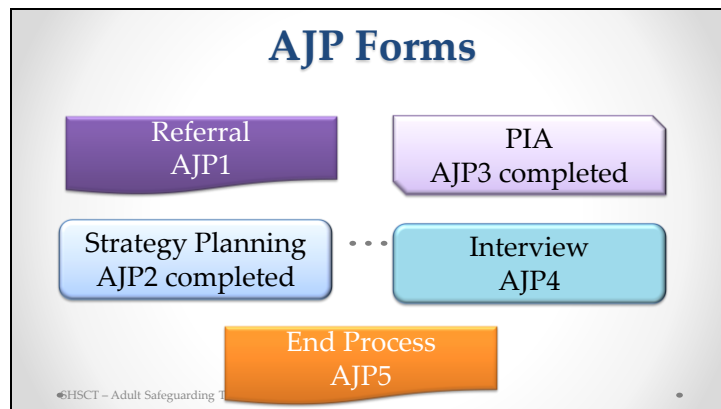 AJP Forms
Referral
AJP1
PIA
AJP3 completed
Strategy Planning
AJP2 completed
Interview
AJP4
End Process
AJP5
SHSCT – Adult Safeguarding T